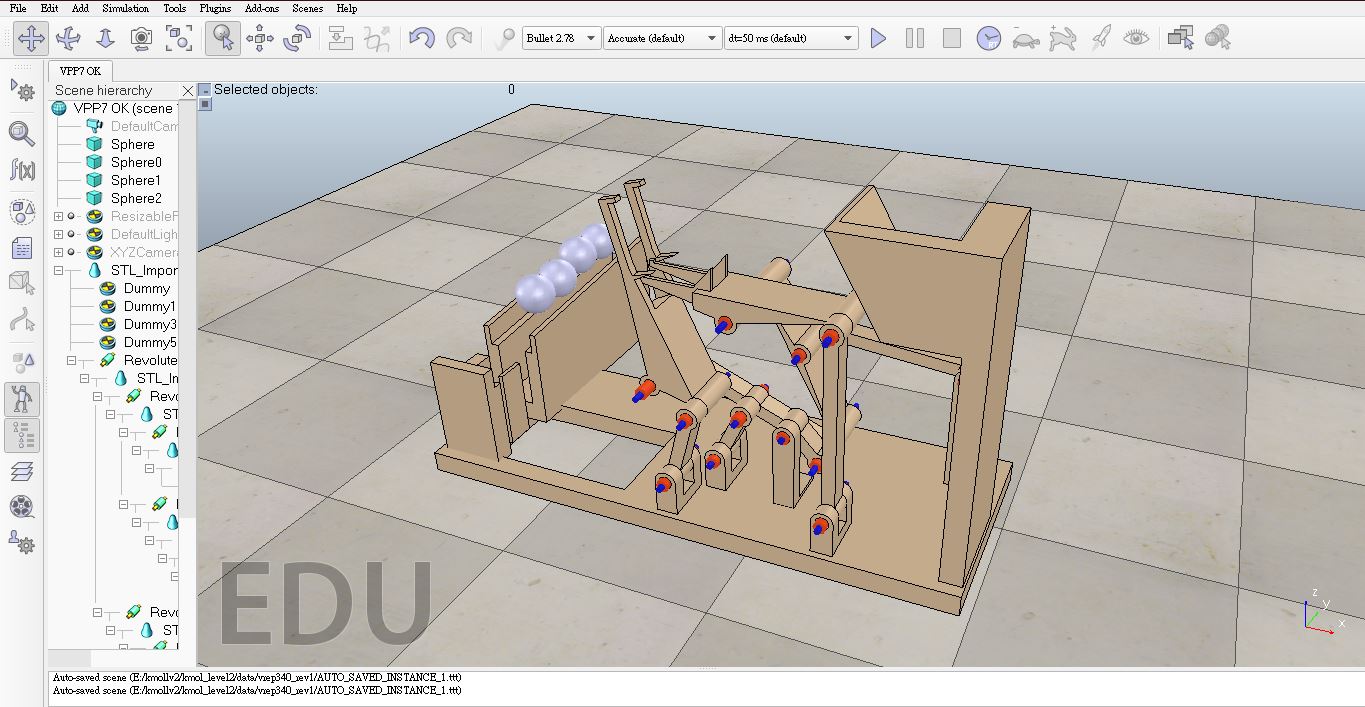 File Edit Add Simulation Tools Plugins Add-ons Scenes Help
Bullet 2.78 Accurate (default) dt=50 ms (default)
VPP7 OK
Scene hierarchy
Selected objects: 0
VPP7 OK (scene
DefaultCam
Sphere
Sphere0
Sphere1
Sphere2
ResizableF
DefaultLigh
XYZCamera
STL_Impor
Dummy
Dummy1
Dummy3
Dummy5
Revolute
STL_In
Revo
ST
Revo
ST
f(x)
RT
EDU
z
y
x
Auto-saved scene (E:/kmollv2/kmol_level2/data/vrep340_rev1/AUTO_SAVED_INSTANCE_1.ttt)
Auto-saved scene (E:/kmollv2/kmol_level2/data/vrep340_rev1/AUTO_SAVED_INSTANCE_1.ttt)